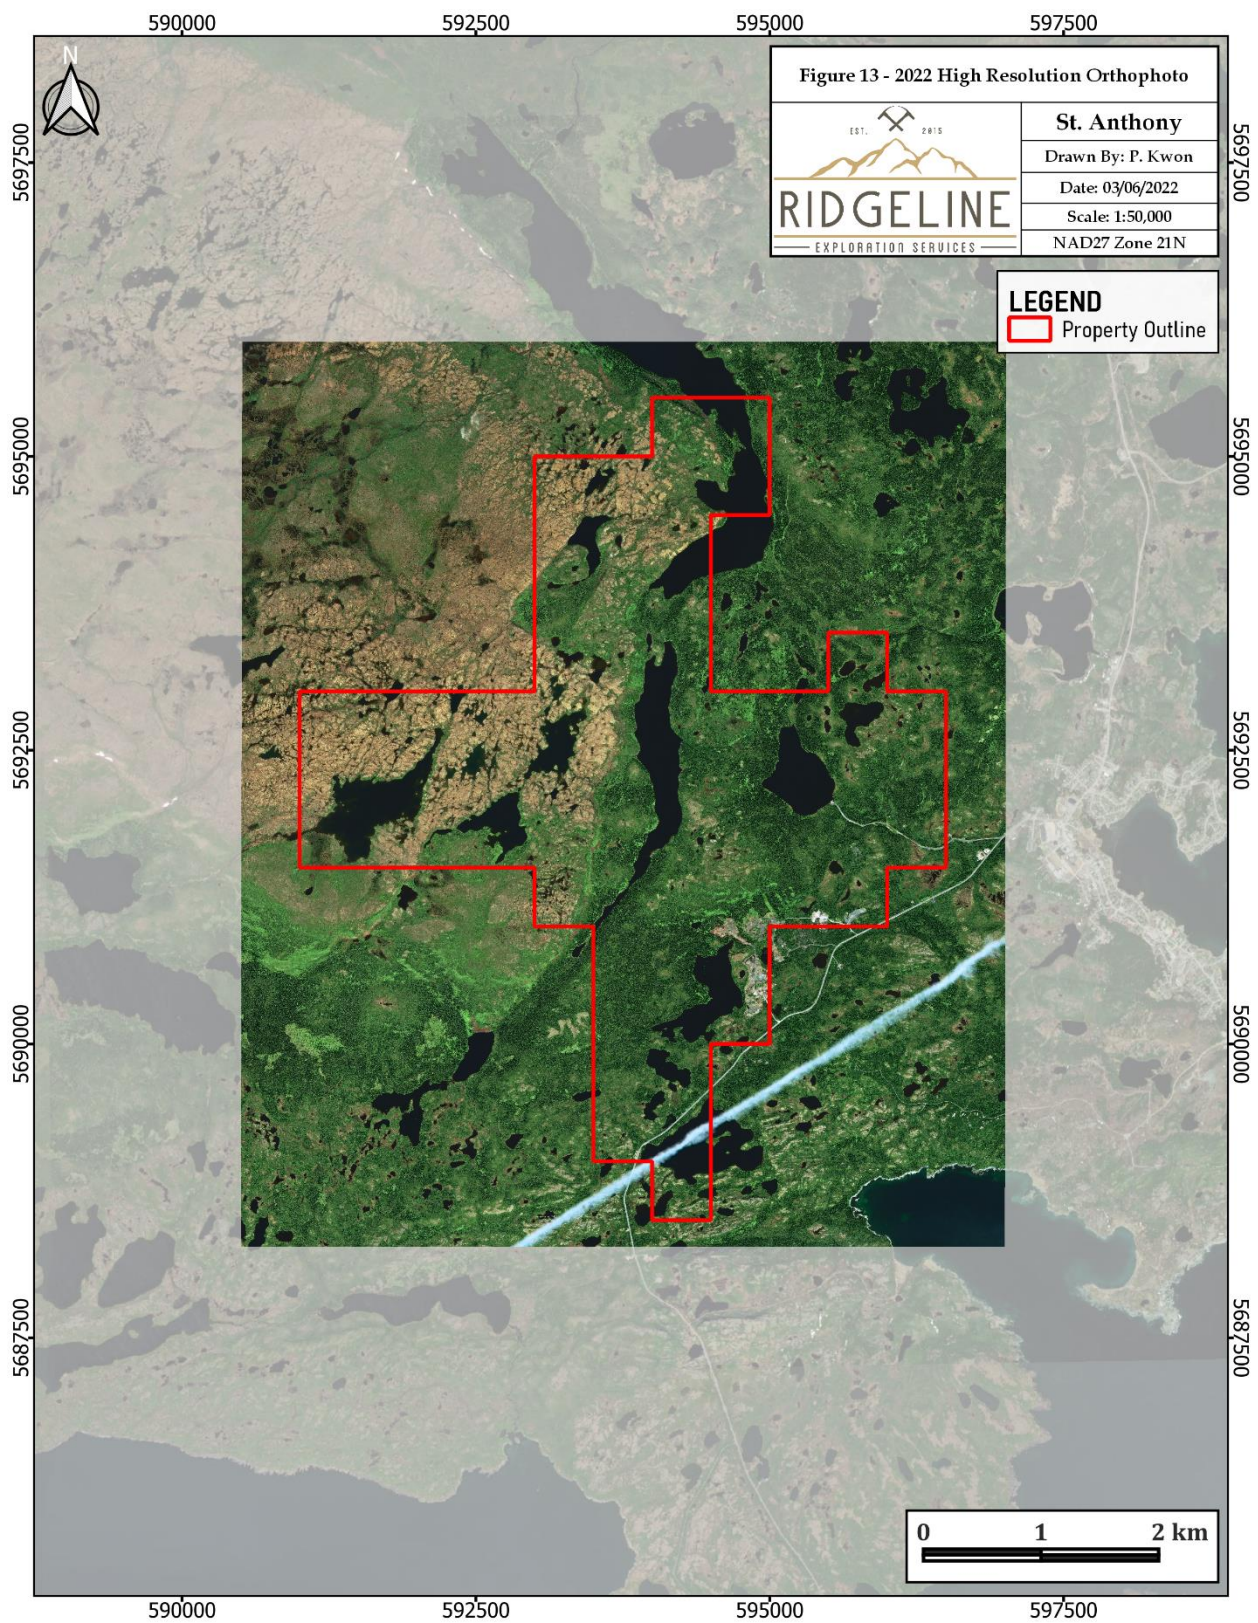 590000 592500 595000 597500
N
Figure 13 - 2022 High Resolution Orthophoto
EST. 2015
RIDGELINE
EXPLORATION SERVICES
St. Anthony
Drawn By: P. Kwon
Date: 03/06/2022
Scale: 1:50,000
NAD27 Zone 21N
LEGEND
Property Outline
5697500 5697500
5695000 5695000
5692500 5692500
5690000 5690000
5687500 5687500
0 1 2 km
590000 592500 595000 597500